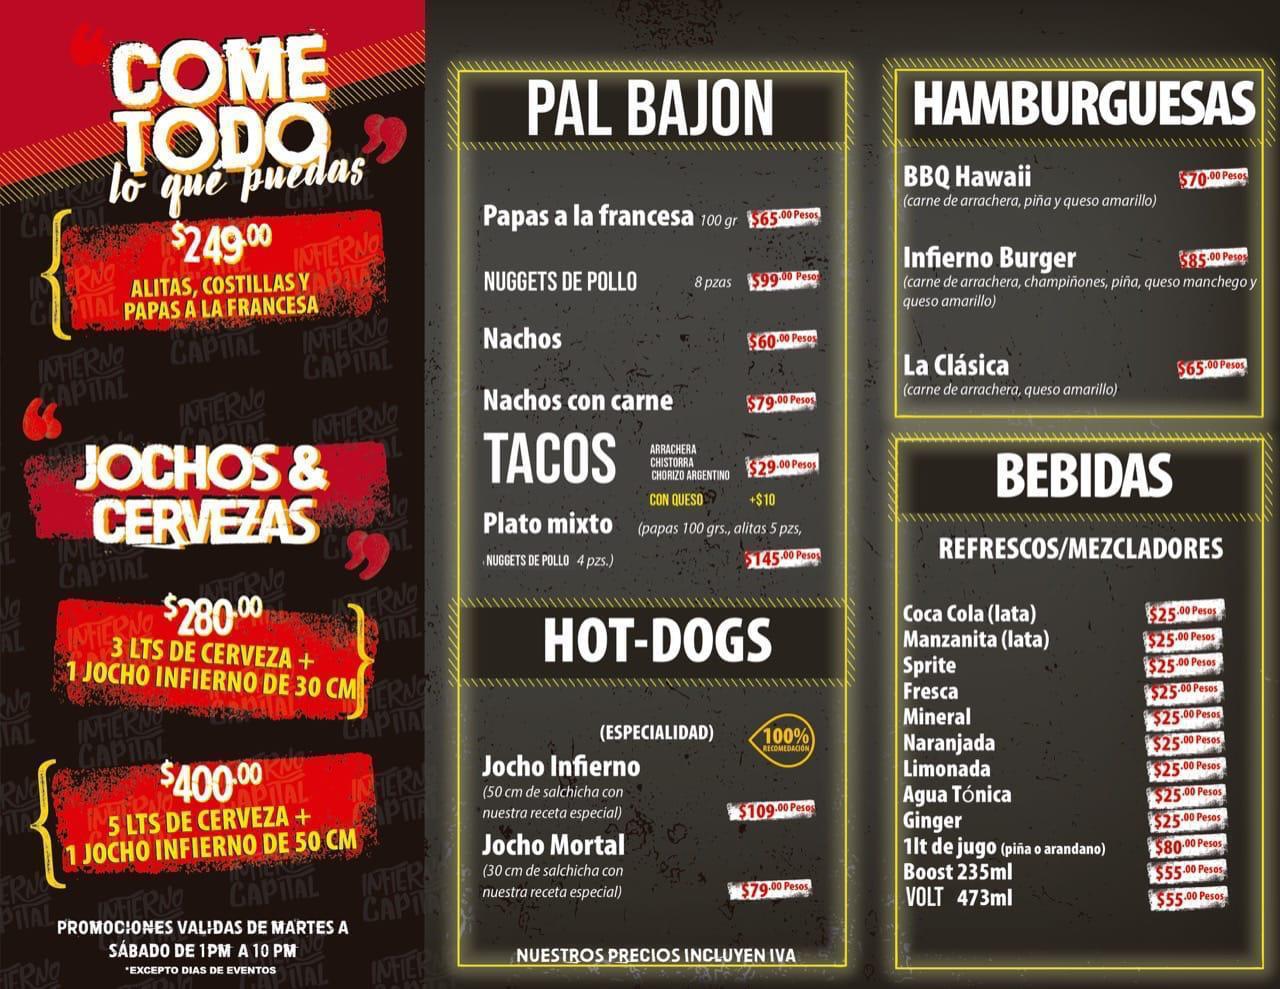 “COME
TODO
lo qué puedas”
$249.00
ALITAS, COSTILLAS Y
PAPAS A LA FRANCESA
“JOCHOS &
CERVEZAS”
$280.00
3 LTS DE CERVEZA +
1 JOCHO INFIERNO DE 30 CM
$400.00
5 LTS DE CERVEZA +
1 JOCHO INFIERNO DE 50 CM
PROMOCIONES VALIDAS DE MARTES A
SÁBADO DE 1PM A 10 PM
*EXCEPTO DIAS DE EVENTOS
PAL BAJON
Papas a la francesa 100 gr $65.00 Pesos
NUGGETS DE POLLO 8 pzas $99.00 Pesos
Nachos $60.00 Pesos
Nachos con carne $79.00 Pesos
TACOS
ARRACHERA
CHISTORRA
CHORIZO ARGENTINO
$29.00 Pesos
CON QUESO +$10
Plato mixto (papas 100 grs., alitas 5 pzs,
NUGGETS DE POLLO 4 pzs.) $145.00 Pesos
HOT-DOGS
(ESPECIALIDAD)
100%
RECOMEDACIÓN
Jocho Infierno
(50 cm de salchicha con
nuestra receta especial) $109.00 Pesos
Jocho Mortal
(30 cm de salchicha con
nuestra receta especial) $79.00 Pesos
NUESTROS PRECIOS INCLUYEN IVA
HAMBURGUESAS
BBQ Hawaii $70.00 Pesos
(carne de arrachera, piña y queso amarillo)
Infierno Burger $85.00 Pesos
(carne de arrachera, champiñones, piña, queso manchego y
queso amarillo)
La Clásica $65.00 Pesos
(carne de arrachera, queso amarillo)
BEBIDAS
REFRESCOS/MEZCLADORES
Coca Cola (lata) $25.00 Pesos
Manzanita (lata) $25.00 Pesos
Sprite $25.00 Pesos
Fresca $25.00 Pesos
Mineral $25.00 Pesos
Naranjada $25.00 Pesos
Limonada $25.00 Pesos
Agua Tónica $25.00 Pesos
Ginger $25.00 Pesos
1lt de jugo (piña o arandano) $80.00 Pesos
Boost 235ml $55.00 Pesos
VOLT 473ml $55.00 Pesos
INFIERNO
CAPITAL